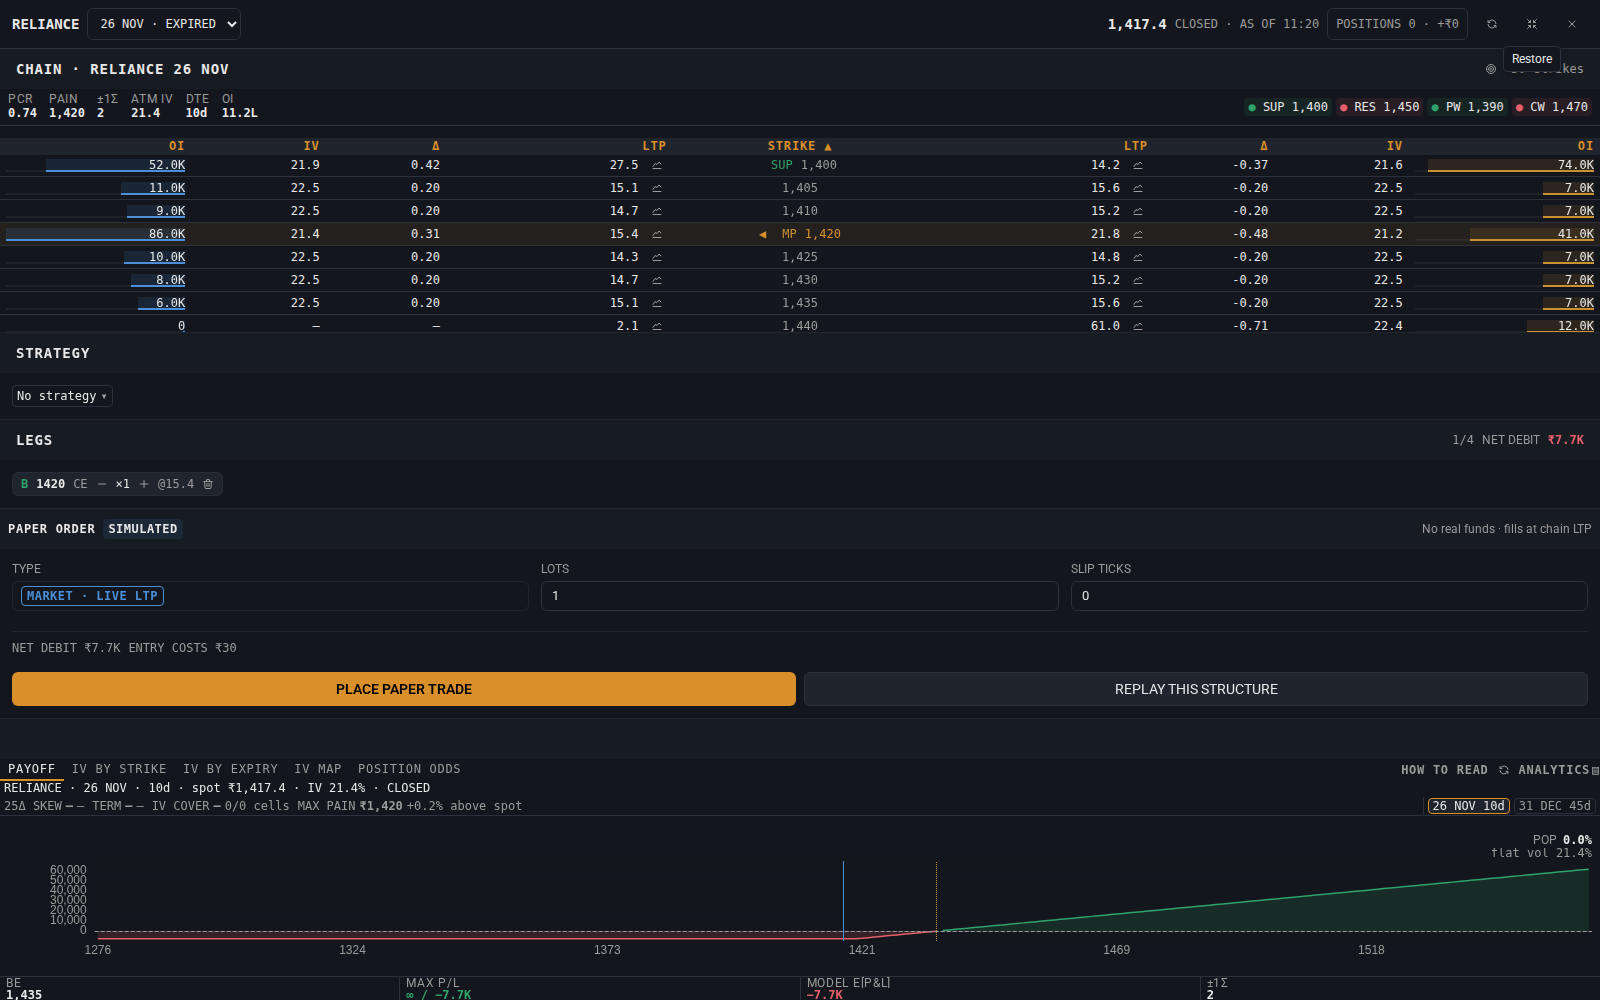 RELIANCE 26 NOV · EXPIRED 1,417.4 CLOSED · AS OF 11:20 POSITIONS 0 · +₹0
Restore
CHAIN · RELIANCE 26 NOV
PCR PAIN ±1Σ ATM IV DTE OI
0.74 1,420 2 21.4 10d 11.2L
SUP 1,400 RES 1,450 PW 1,390 CW 1,470
OI IV Δ LTP STRIKE ▲ LTP Δ IV OI
52.0K 21.9 0.42 27.5 SUP 1,400 14.2 -0.37 21.6 74.0K
11.0K 22.5 0.20 15.1 1,405 15.6 -0.20 22.5 7.0K
9.0K 22.5 0.20 14.7 1,410 15.2 -0.20 22.5 7.0K
86.0K 21.4 0.31 15.4 ◀ MP 1,420 21.8 -0.48 21.2 41.0K
10.0K 22.5 0.20 14.3 1,425 14.8 -0.20 22.5 7.0K
8.0K 22.5 0.20 14.7 1,430 15.2 -0.20 22.5 7.0K
6.0K 22.5 0.20 15.1 1,435 15.6 -0.20 22.5 7.0K
0 — — 2.1 1,440 61.0 -0.71 22.4 12.0K
STRATEGY
No strategy ▾
LEGS 1/4 NET DEBIT ₹7.7K
B 1420 CE − ×1 + @15.4
PAPER ORDER SIMULATED No real funds · fills at chain LTP
TYPE LOTS SLIP TICKS
MARKET · LIVE LTP 1 0
NET DEBIT ₹7.7K ENTRY COSTS ₹30
PLACE PAPER TRADE REPLAY THIS STRUCTURE
PAYOFF IV BY STRIKE IV BY EXPIRY IV MAP POSITION ODDS HOW TO READ ANALYTICS
RELIANCE · 26 NOV · 10d · spot ₹1,417.4 · IV 21.4% · CLOSED
25Δ SKEW — — TERM — — IV COVER — 0/0 cells MAX PAIN ₹1,420 +0.2% above spot 26 NOV 10d 31 DEC 45d
POP 0.0%
flat vol 21.4%
60,000
50,000
40,000
30,000
20,000
10,000
0
1276 1324 1373 1421 1469 1518
BE MAX P/L MODEL E[P&L] ±1Σ
1,435 ∞ / −7.7K −7.7K 2